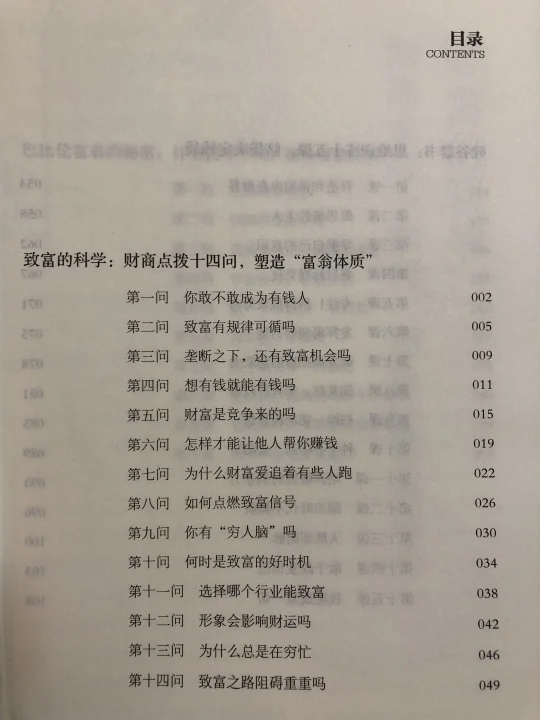 目录
CONTENTS
致富的科学：财商点拨十四问，塑造“富翁体质”
第一问 你敢不敢成为有钱人 002
第二问 致富有规律可循吗 005
第三问 垄断之下，还有致富机会吗 009
第四问 想有钱就能有钱吗 011
第五问 财富是竞争来的吗 015
第六问 怎样才能让他人帮你赚钱 019
第七问 为什么财富爱追着有些人跑 022
第八问 如何点燃致富信号 026
第九问 你有“穷人脑”吗 030
第十问 何时是致富的好时机 034
第十一问 选择哪个行业能致富 038
第十二问 形象会影响财运吗 042
第十三问 为什么总是在穷忙 046
第十四问 致富之路阻碍重重吗 049